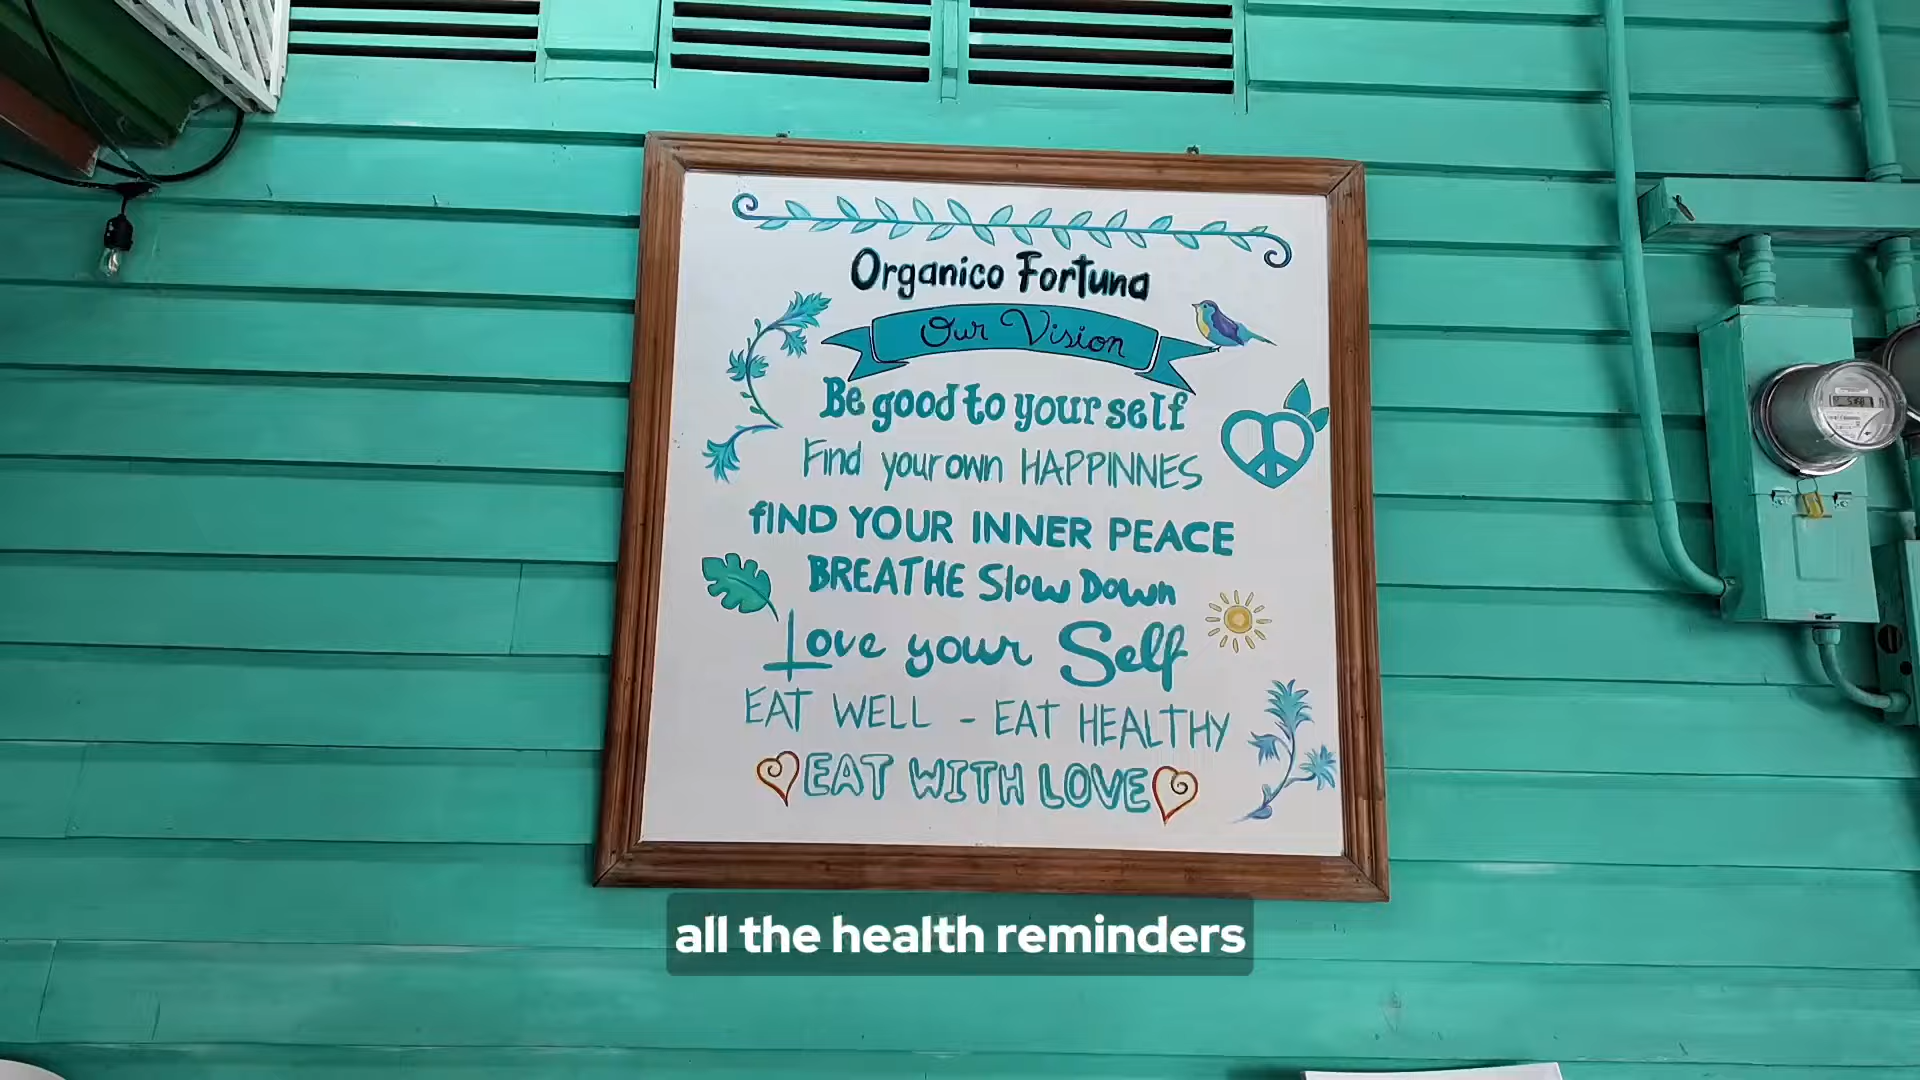 Organico Fortuna
Our Vision
Be good to your self
Find your own HAPPINNES
fIND YOUR INNER PEACE
BREATHE Slow Down
Love your Self
EAT WELL - EAT HEALTHY
EAT WITH LOVE
all the health reminders